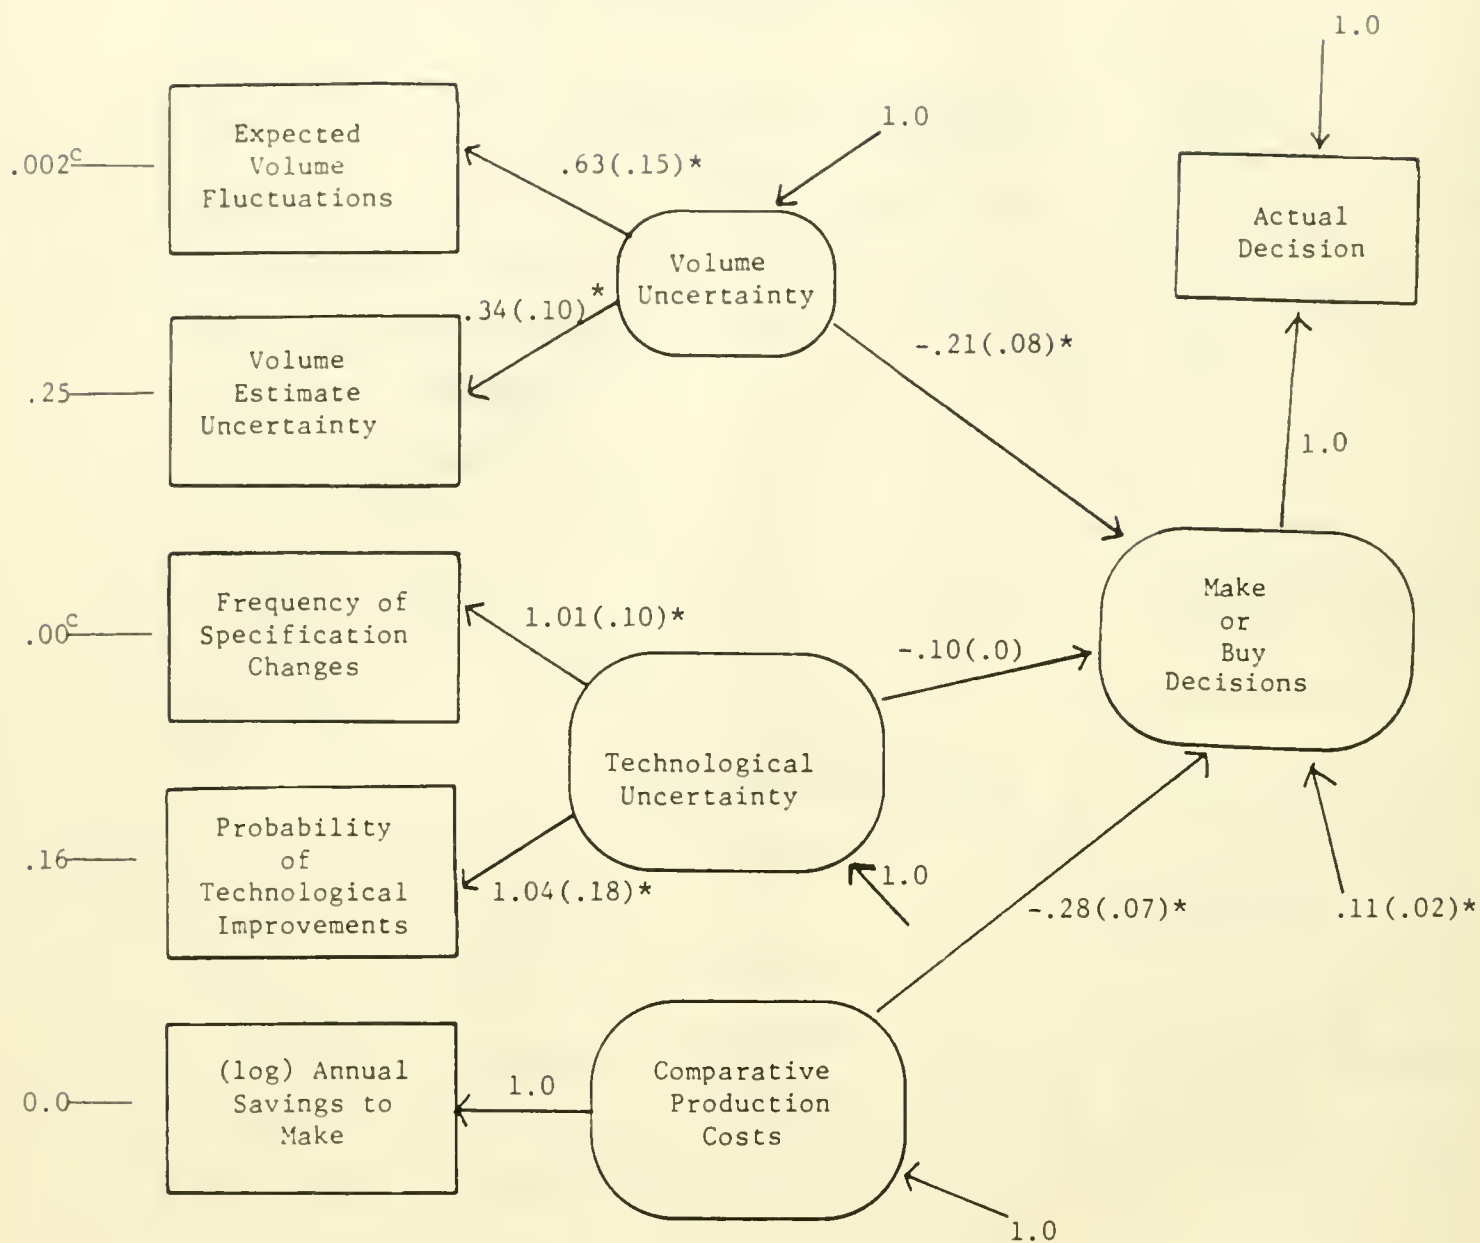 1.0
Expected
Volume
Fluctuations
.002c
.63(.15)*
1.0
Volume
Uncertainty
Actual
Decision
.34(.10)*
Volume
Estimate
Uncertainty
.25
-.21(.08)*
1.0
Frequency of
Specification
Changes
.00c
1.01(.10)*
-.10(.0)
Make
or
Buy
Decisions
Technological
Uncertainty
Probability
of
Technological
Improvements
.16
1.04(.18)*
1.0
-.28(.07)*
.11(.02)*
(log) Annual
Savings to
Make
0.0
1.0
Comparative
Production
Costs
1.0